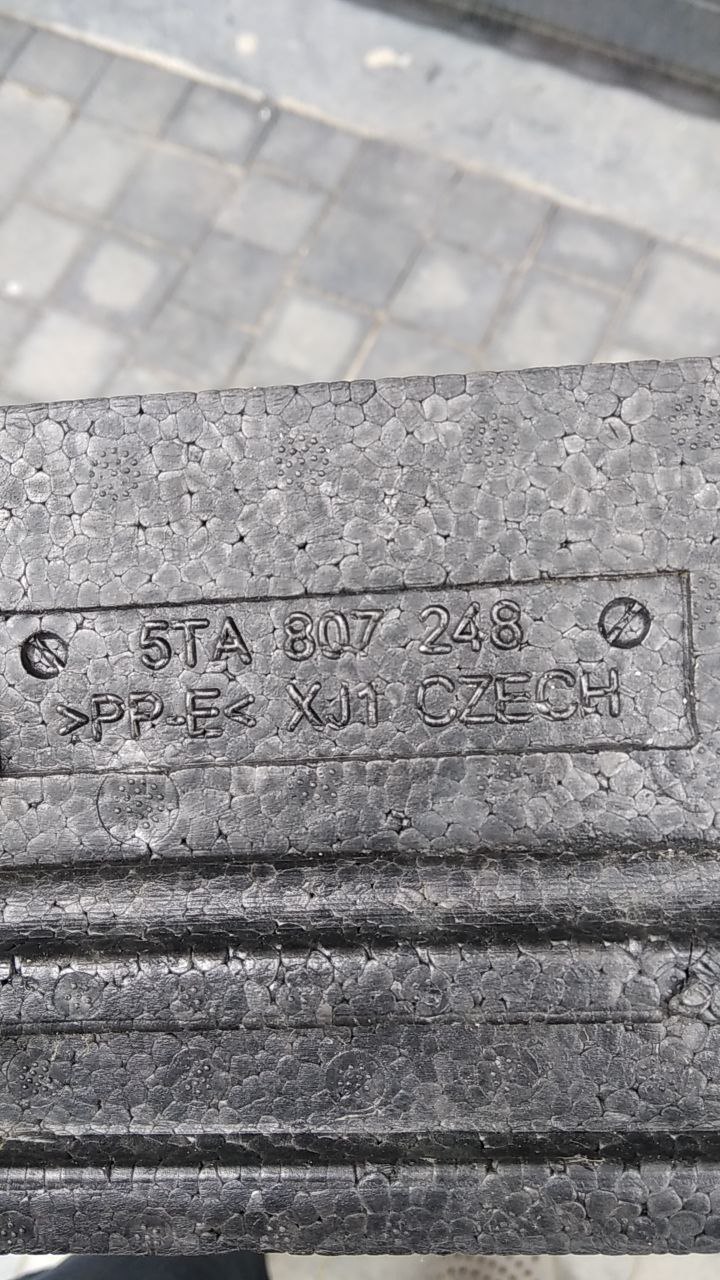 5TA 807 248
>PP-E< XJ1 CZECH